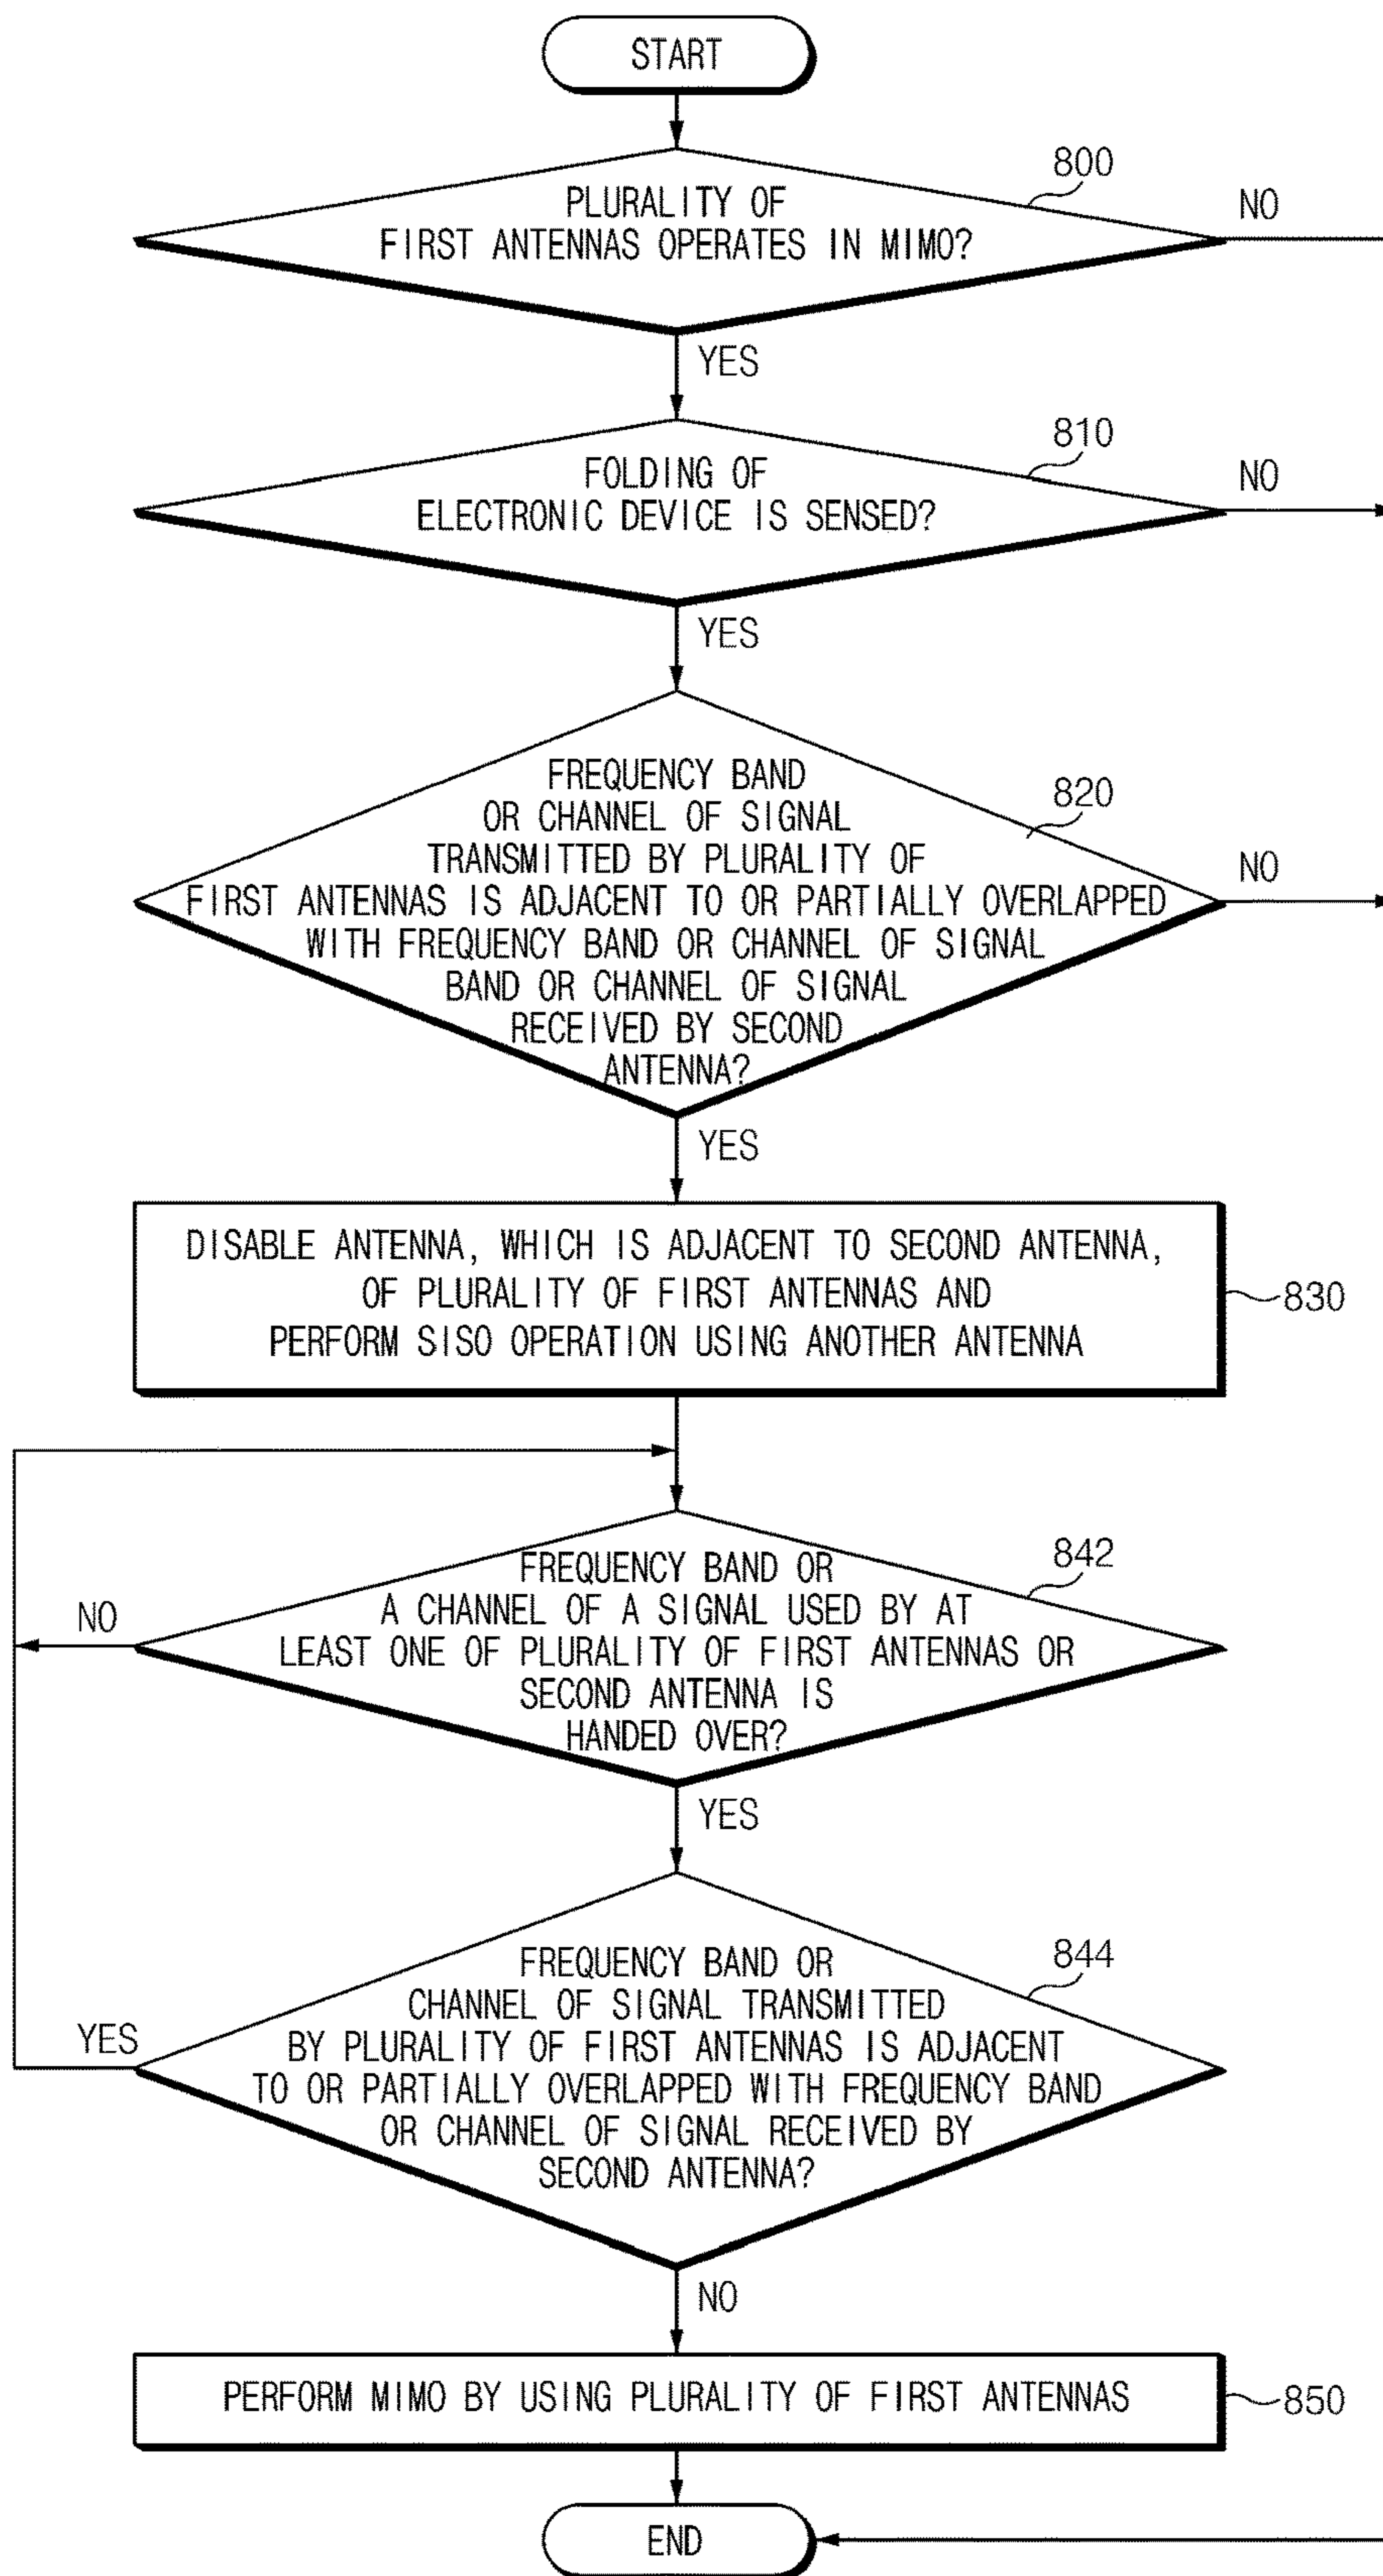 START
800
PLURALITY OF
FIRST ANTENNAS OPERATES IN MIMO?
NO
YES
810
FOLDING OF
ELECTRONIC DEVICE IS SENSED?
NO
YES
820
FREQUENCY BAND
OR CHANNEL OF SIGNAL
TRANSMITTED BY PLURALITY OF
FIRST ANTENNAS IS ADJACENT TO OR PARTIALLY OVERLAPPED
WITH FREQUENCY BAND OR CHANNEL OF SIGNAL
BAND OR CHANNEL OF SIGNAL
RECEIVED BY SECOND
ANTENNA?
NO
YES
DISABLE ANTENNA, WHICH IS ADJACENT TO SECOND ANTENNA,
OF PLURALITY OF FIRST ANTENNAS AND
PERFORM SISO OPERATION USING ANOTHER ANTENNA
830
842
FREQUENCY BAND OR
A CHANNEL OF A SIGNAL USED BY AT
LEAST ONE OF PLURALITY OF FIRST ANTENNAS OR
SECOND ANTENNA IS
HANDED OVER?
NO
YES
844
FREQUENCY BAND OR
CHANNEL OF SIGNAL TRANSMITTED
BY PLURALITY OF FIRST ANTENNAS IS ADJACENT
TO OR PARTIALLY OVERLAPPED WITH FREQUENCY BAND
OR CHANNEL OF SIGNAL RECEIVED BY
SECOND ANTENNA?
YES
NO
PERFORM MIMO BY USING PLURALITY OF FIRST ANTENNAS
850
END